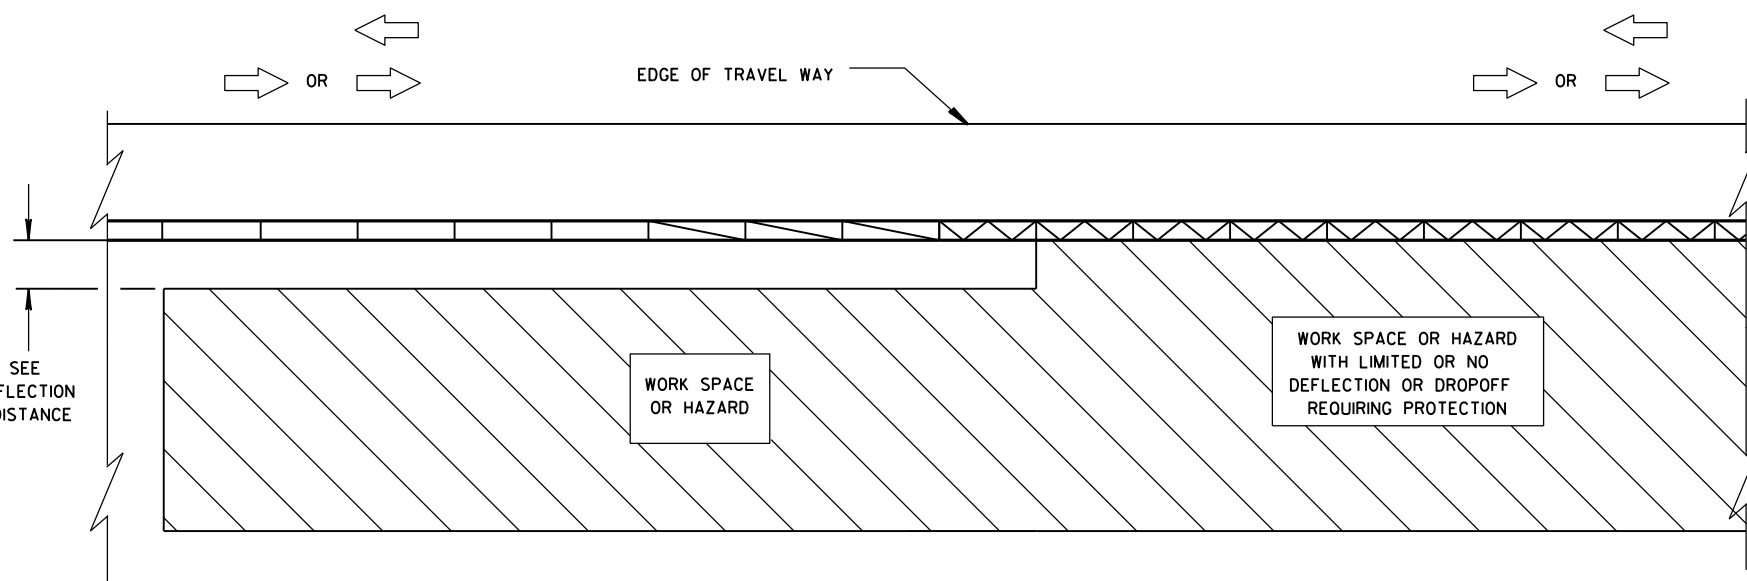 OR
OR
EDGE OF TRAVEL WAY
SEE
FLECTION
DISTANCE
WORK SPACE
OR HAZARD
WORK SPACE OR HAZARD
WITH LIMITED OR NO
DEFLECTION OR DROPOFF
REQUIRING PROTECTION